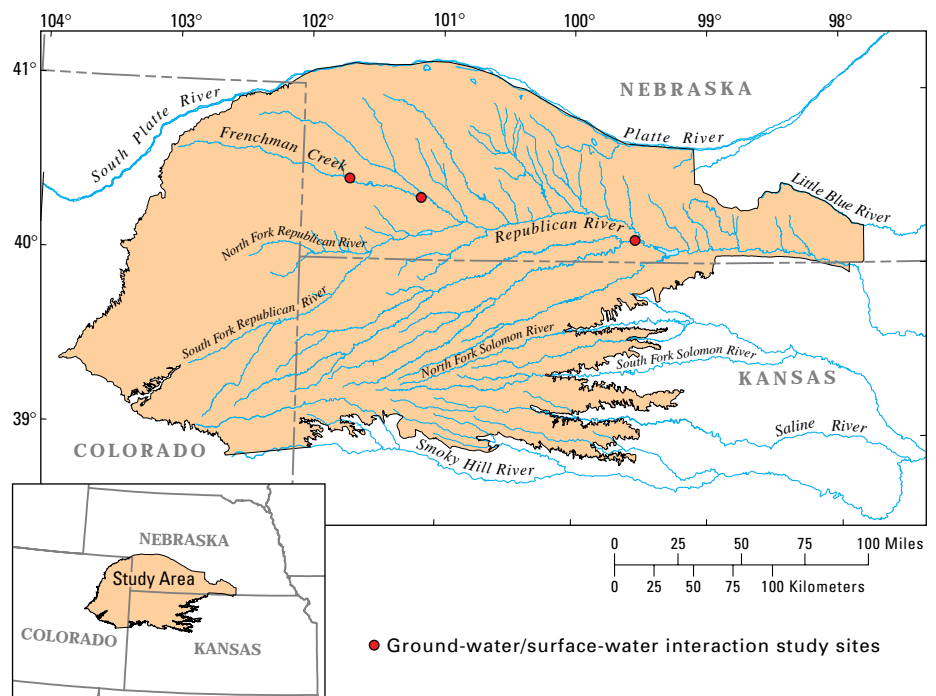 104° 103° 102° 101° 100° 99° 98°
41°
40°
39°
NEBRASKA
South Platte River
Platte River
Frenchman Creek
Little Blue River
Republican River
North Fork Republican River
South Fork Republican River
North Fork Solomon River
South Fork Solomon River
KANSAS
Saline River
COLORADO
Smoky Hill River
NEBRASKA
Study Area
COLORADO
KANSAS
0 25 50 75 100 Miles
0 25 50 75 100 Kilometers
Ground-water/surface-water interaction study sites